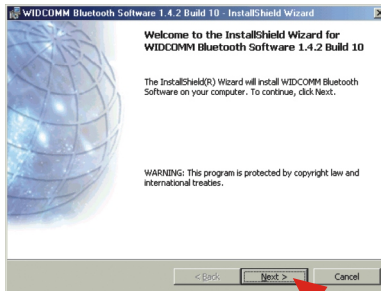 WIDCOMM Bluetooth Software 1.4.2 Build 10 - InstallShield Wizard
Welcome to the InstallShield Wizard for
WIDCOMM Bluetooth Software 1.4.2 Build 10
The InstallShield(R) Wizard will install WIDCOMM Bluetooth
Software on your computer. To continue, click Next.
WARNING: This program is protected by copyright law and
international treaties.
< Back Next > Cancel